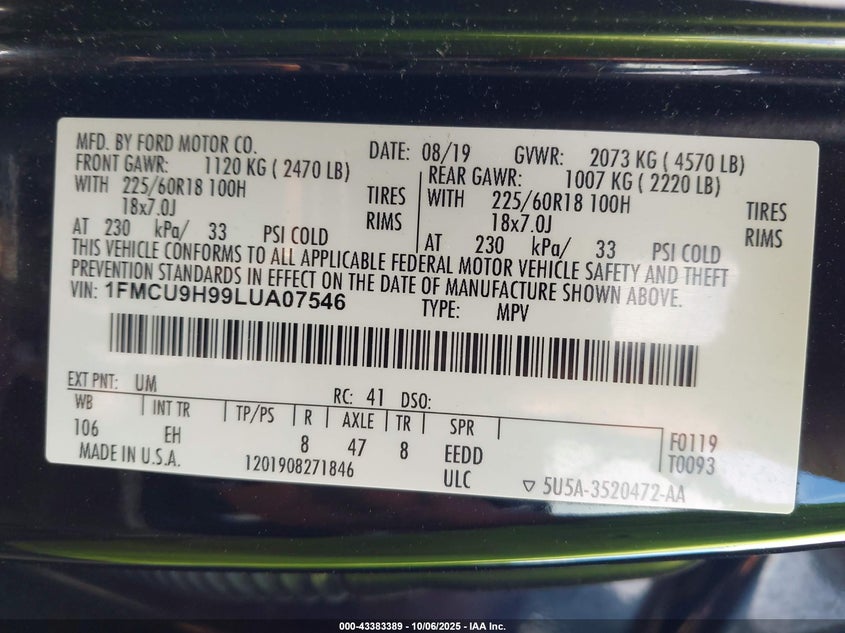 MFD. BY FORD MOTOR CO. DATE: 08/19 GVWR: 2073 KG ( 4570 LB)
FRONT GAWR: 1120 KG ( 2470 LB) REAR GAWR: 1007 KG ( 2220 LB)
WITH 225/60R18 100H TIRES WITH 225/60R18 100H TIRES
18x7.0J RIMS 18x7.0J RIMS
AT 230 kPa/ 33 PSI COLD AT 230 kPa/ 33 PSI COLD
THIS VEHICLE CONFORMS TO ALL APPLICABLE FEDERAL MOTOR VEHICLE SAFETY AND THEFT
PREVENTION STANDARDS IN EFFECT ON THE DATE OF MANUFACTURE SHOWN ABOVE.
VIN: 1FMCU9H99LUA07546 TYPE: MPV
EXT PNT: UM RC: 41 DSO:
WB INT TR TP/PS R AXLE TR SPR
106 EH 8 47 8 EEDD F0119
MADE IN U.S.A. 1201908271846 ULC T0093
▽ 5U5A-3520472-AA
000-43383389 - 10/06/2025 - IAA Inc.